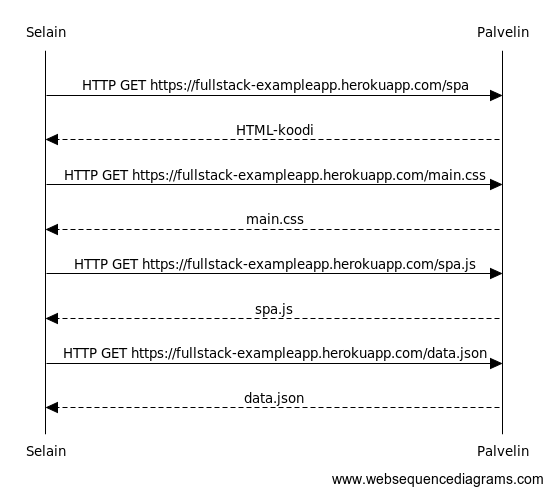 Selain Palvelin
HTTP GET https://fullstack-exampleapp.herokuapp.com/spa
HTML-koodi
HTTP GET https://fullstack-exampleapp.herokuapp.com/main.css
main.css
HTTP GET https://fullstack-exampleapp.herokuapp.com/spa.js
spa.js
HTTP GET https://fullstack-exampleapp.herokuapp.com/data.json
data.json
Selain Palvelin
www.websequencediagrams.com